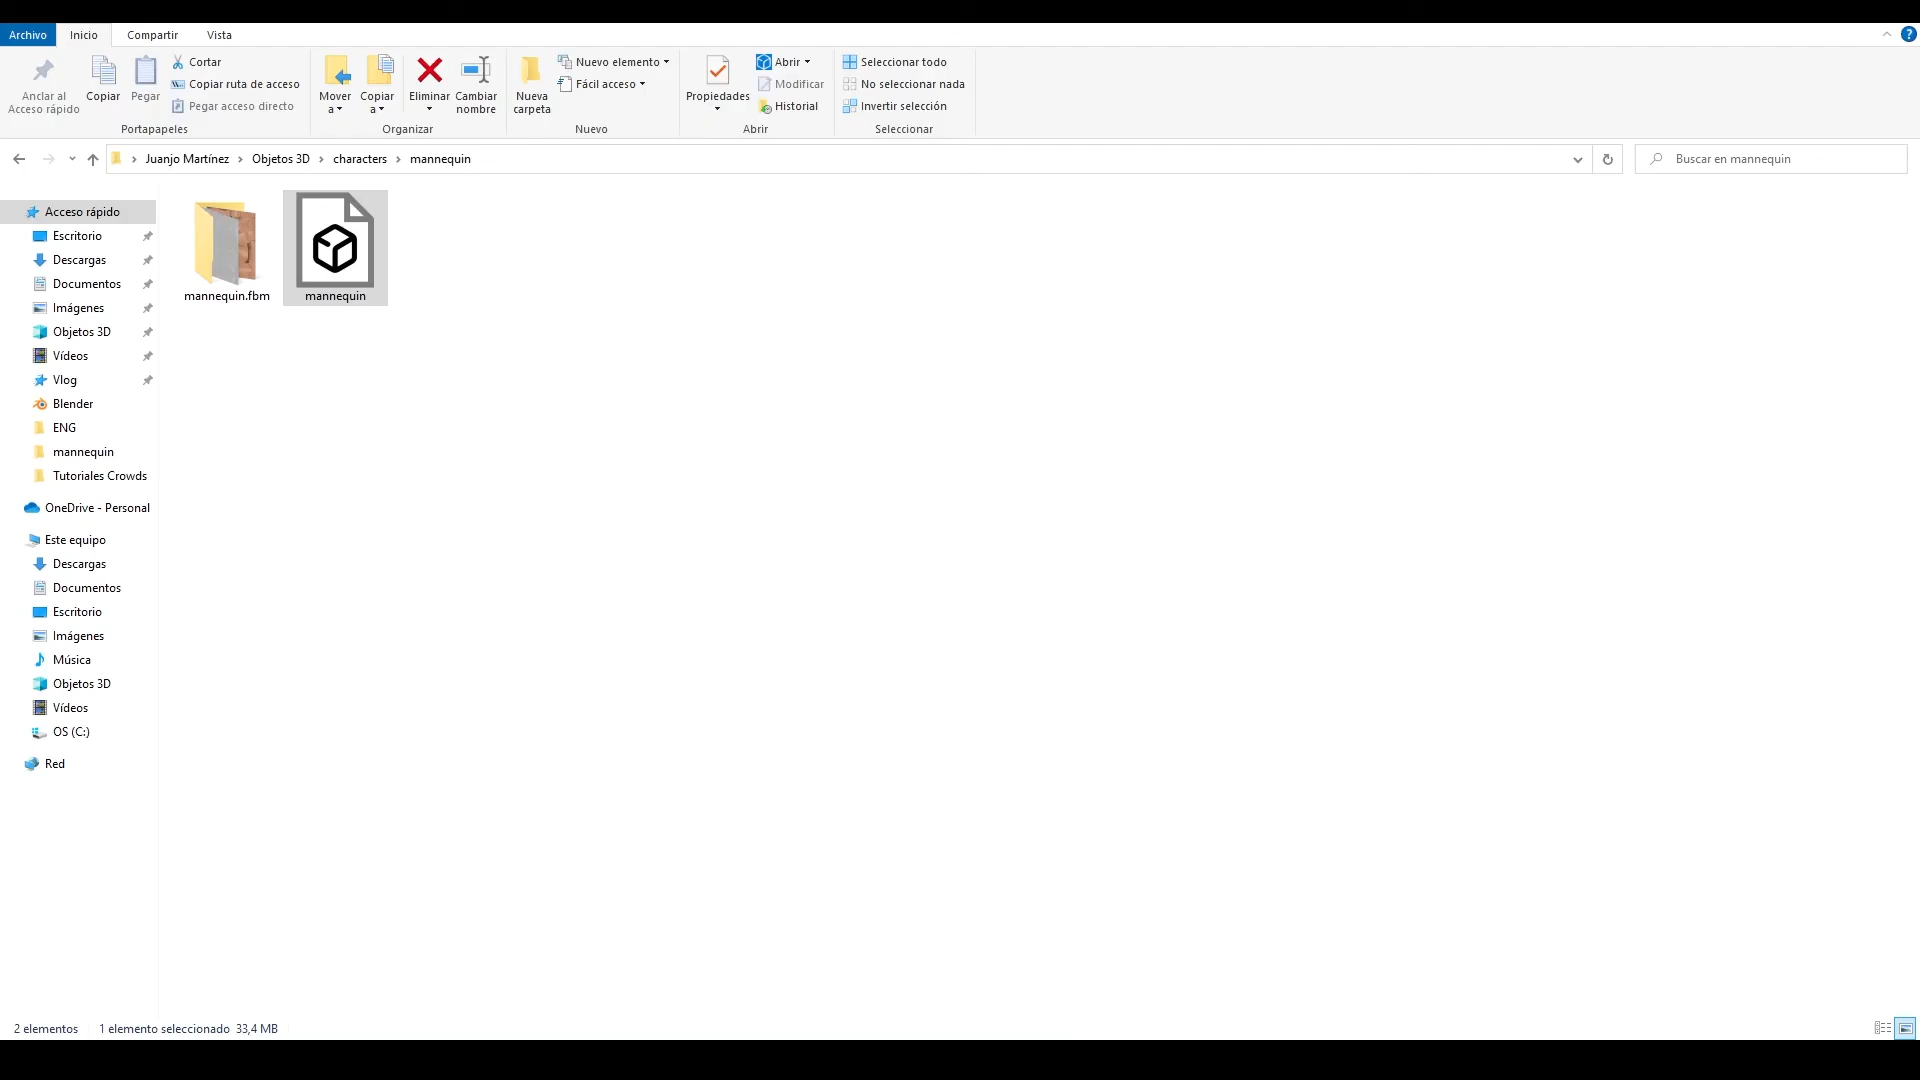 Archivo
Inicio
Compartir
Vista
?
Anclar al
Acceso rápido
Copiar
Pegar
Cortar
Copiar ruta de acceso
Pegar acceso directo
Portapapeles
Mover
a
Copiar
a
Eliminar
Cambiar
nombre
Organizar
Nueva
carpeta
Nuevo elemento
Fácil acceso
Nuevo
Propiedades
Abrir
Modificar
Historial
Abrir
Seleccionar todo
No seleccionar nada
Invertir selección
Seleccionar
Juanjo Martínez
Objetos 3D
characters
mannequin
Buscar en mannequin
Acceso rápido
Escritorio
Descargas
Documentos
Imágenes
Objetos 3D
Vídeos
Vlog
Blender
ENG
mannequin
Tutoriales Crowds
OneDrive - Personal
Este equipo
Descargas
Documentos
Escritorio
Imágenes
Música
Objetos 3D
Vídeos
OS (C:)
Red
mannequin.fbm
mannequin
2 elementos
1 elemento seleccionado 33,4 MB